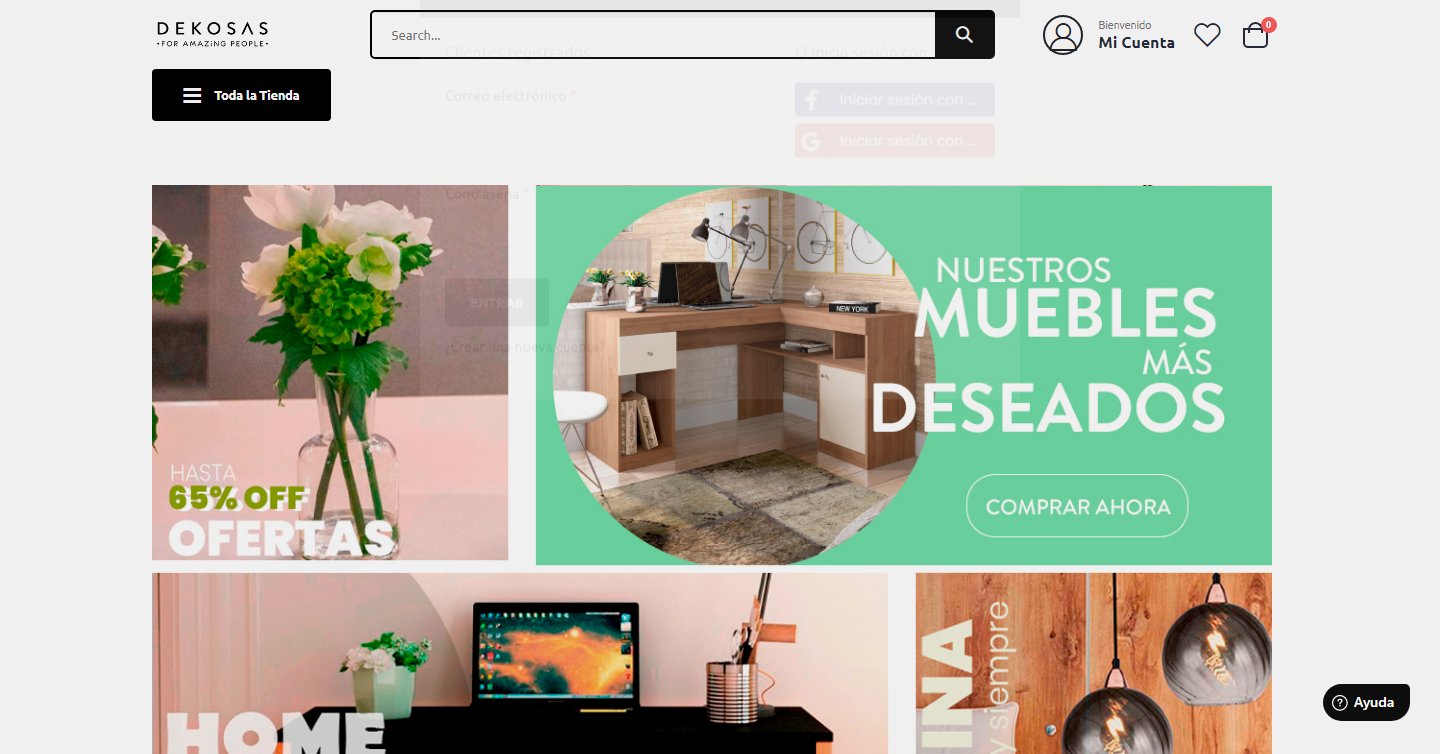 DEKOSAS
•FOR AMAZING PEOPLE•
Search...
Bienvenido
Mi Cuenta
0
Clientes registrados
O inicia sesión con
Toda la Tienda
Correo electrónico *
Iniciar sesión con ...
Iniciar sesión con ...
Contraseña *
ENTRAR
¿Crear una nueva cuenta?
HASTA
65% OFF
OFERTAS
NEW YORK
NUESTROS
MUEBLES
MÁS
DESEADOS
COMPRAR AHORA
HOME
INA
y siempre
Ayuda